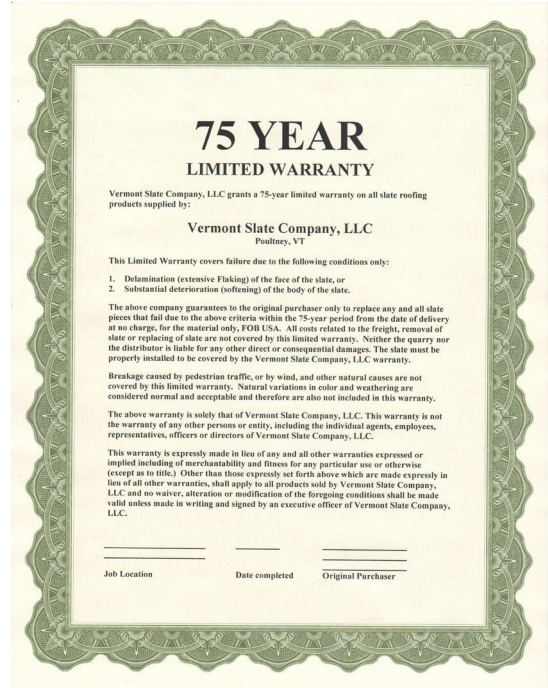 75 YEAR
LIMITED WARRANTY
Vermont Slate Company, LLC grants a 75-year limited warranty on all slate roofing
products supplied by:
Vermont Slate Company, LLC
Poultney, VT
This Limited Warranty covers failure due to the following conditions only:
1. Delamination (extensive Flaking) of the face of the slate, or
2. Substantial deterioration (softening) of the body of the slate.
The above company guarantees to the original purchaser only to replace any and all slate
pieces that fail due to the above criteria within the 75-year period from the date of delivery
at no charge, for the material only, FOB USA. All costs related to the freight, removal of
slate or replacing of slate are not covered by this limited warranty. Neither the quarry nor
the distributor is liable for any other direct or consequential damages. The slate must be
properly installed to be covered by the Vermont Slate Company, LLC warranty.
Breakage caused by pedestrian traffic, or by wind, and other natural causes are not
covered by this limited warranty. Natural variations in color and weathering are
considered normal and acceptable and therefore are also not included in this warranty.
The above warranty is solely that of Vermont Slate Company, LLC. This warranty is not
the warranty of any other persons or entity, including the individual agents, employees,
representatives, officers or directors of Vermont Slate Company, LLC.
This warranty is expressly made in lieu of any and all other warranties expressed or
implied including of merchantability and fitness for any particular use or otherwise
(except as to title.) Other than those expressly set forth above which are made expressly in
lieu of all other warranties, shall apply to all products sold by Vermont Slate Company,
LLC and no waiver, alteration or modification of the foregoing conditions shall be made
valid unless made in writing and signed by an executive officer of Vermont Slate Company,
LLC.
Job Location Date completed Original Purchaser